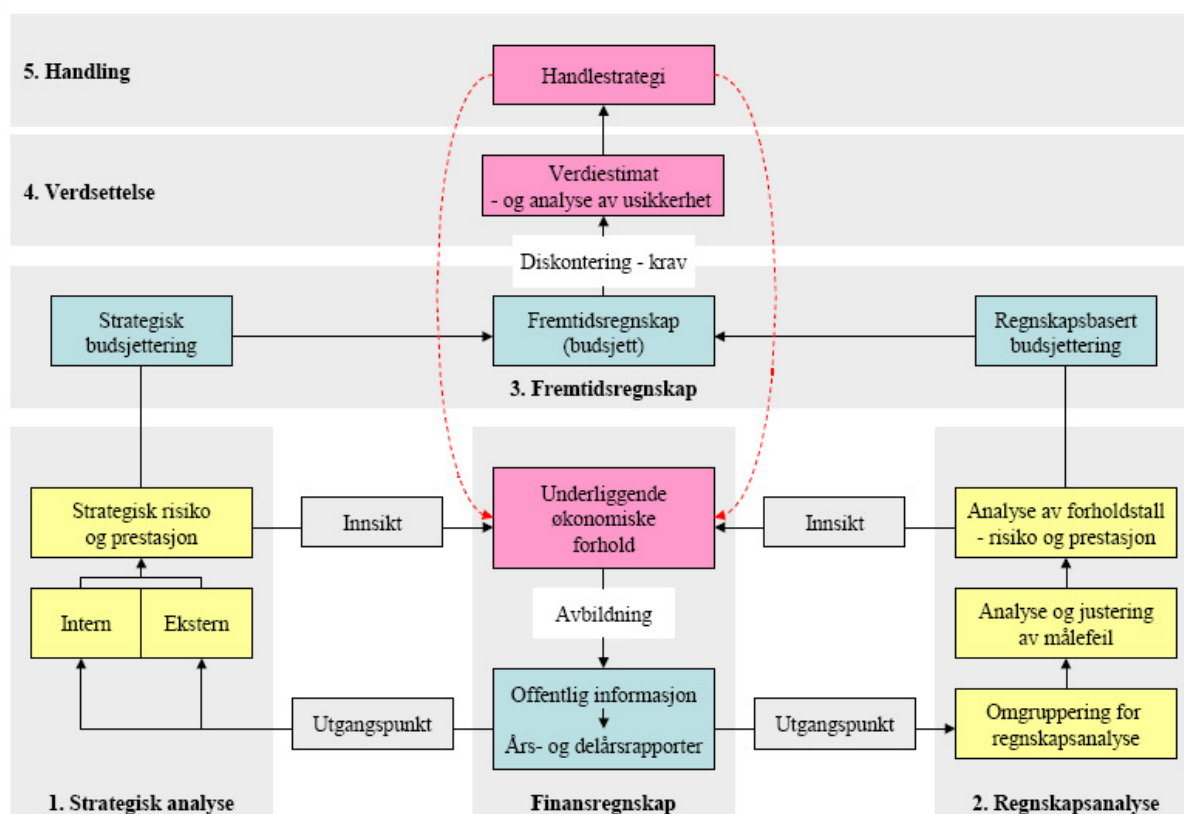 5. Handling
Handlestrategi
4. Verdsettelse
Verdiestimat
- og analyse av usikkerhet
Diskontering - krav
Strategisk
budsjettering
Fremtidsregnskap
(budsjett)
Regnskapsbasert
budsjettering
3. Fremtidsregnskap
Strategisk risiko
og prestasjon
Innsikt
Underliggende
økonomiske
forhold
Innsikt
Analyse av forholdstall
- risiko og prestasjon
Intern
Ekstern
Avbildning
Analyse og justering
av målefeil
Utgangspunkt
Offentlig informasjon
Års- og delårsrapporter
Utgangspunkt
Omgruppering for
regnskapsanalyse
1. Strategisk analyse
Finansregnskap
2. Regnskapsanalyse